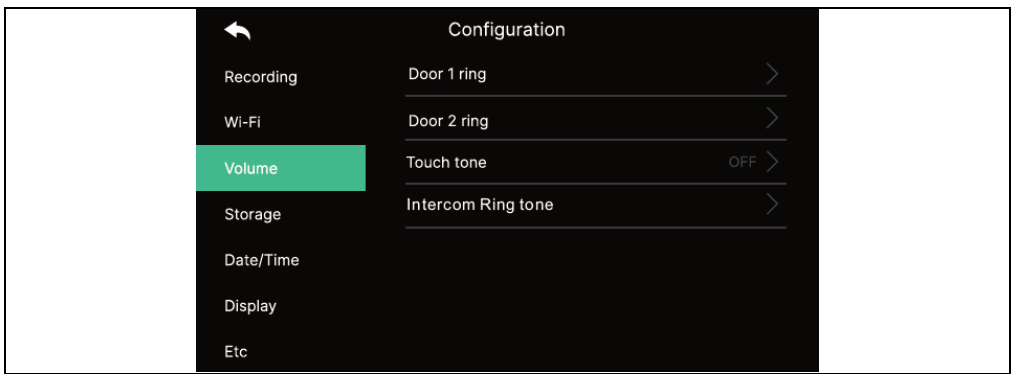 Configuration
Recording
Wi-Fi
Volume
Storage
Date/Time
Display
Etc
Door 1 ring
Door 2 ring
Touch tone OFF
Intercom Ring tone